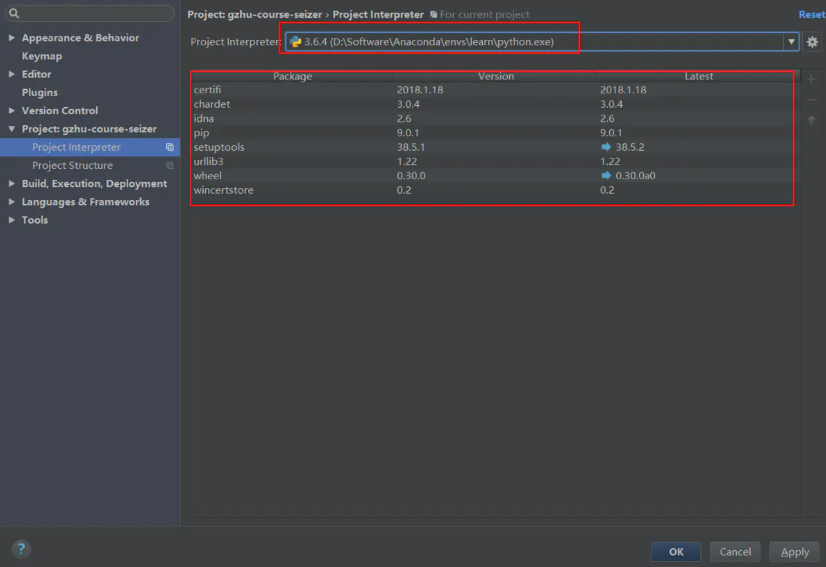 Project: gzhu-course-seizer › Project Interpreter For current project Reset
Appearance & Behavior
Keymap
Editor
Plugins
Version Control
Project: gzhu-course-seizer
Project Interpreter
Project Structure
Build, Execution, Deployment
Languages & Frameworks
Tools
Project Interpreter: 3.6.4 (D:\Software\Anaconda\envs\learn\python.exe)
Package Version Latest
certifi 2018.1.18 2018.1.18
chardet 3.0.4 3.0.4
idna 2.6 2.6
pip 9.0.1 9.0.1
setuptools 38.5.1 38.5.2
urllib3 1.22 1.22
wheel 0.30.0 0.30.0a0
wincertstore 0.2 0.2
? OK Cancel Apply